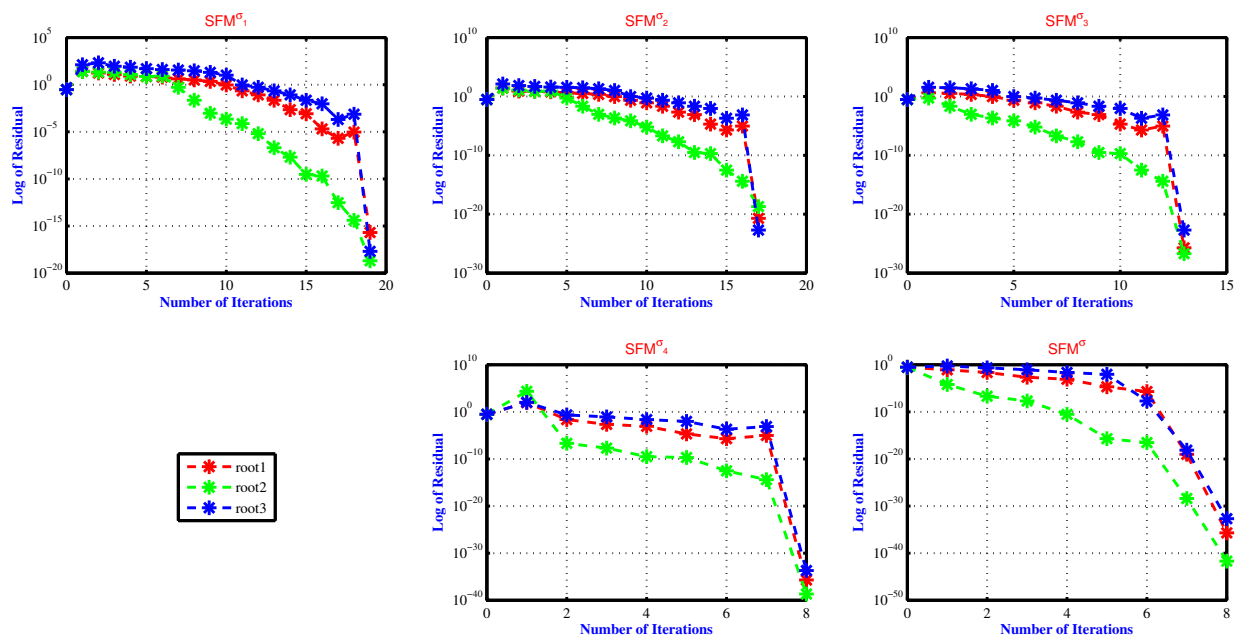 SFM^σ₁
10^5
10^0
10^−5
10^−10
10^−15
10^−20
Log of Residual
0 5 10 15 20
Number of Iterations
SFM^σ₂
10^10
10^0
10^−10
10^−20
10^−30
Log of Residual
0 5 10 15 20
Number of Iterations
SFM^σ₃
10^10
10^0
10^−10
10^−20
10^−30
Log of Residual
0 5 10 15
Number of Iterations
root1
root2
root3
SFM^σ₄
10^10
10^0
10^−10
10^−20
10^−30
10^−40
Log of Residual
0 2 4 6 8
Number of Iterations
SFM^σ
10^0
10^−10
10^−20
10^−30
10^−40
10^−50
Log of Residual
0 2 4 6 8
Number of Iterations